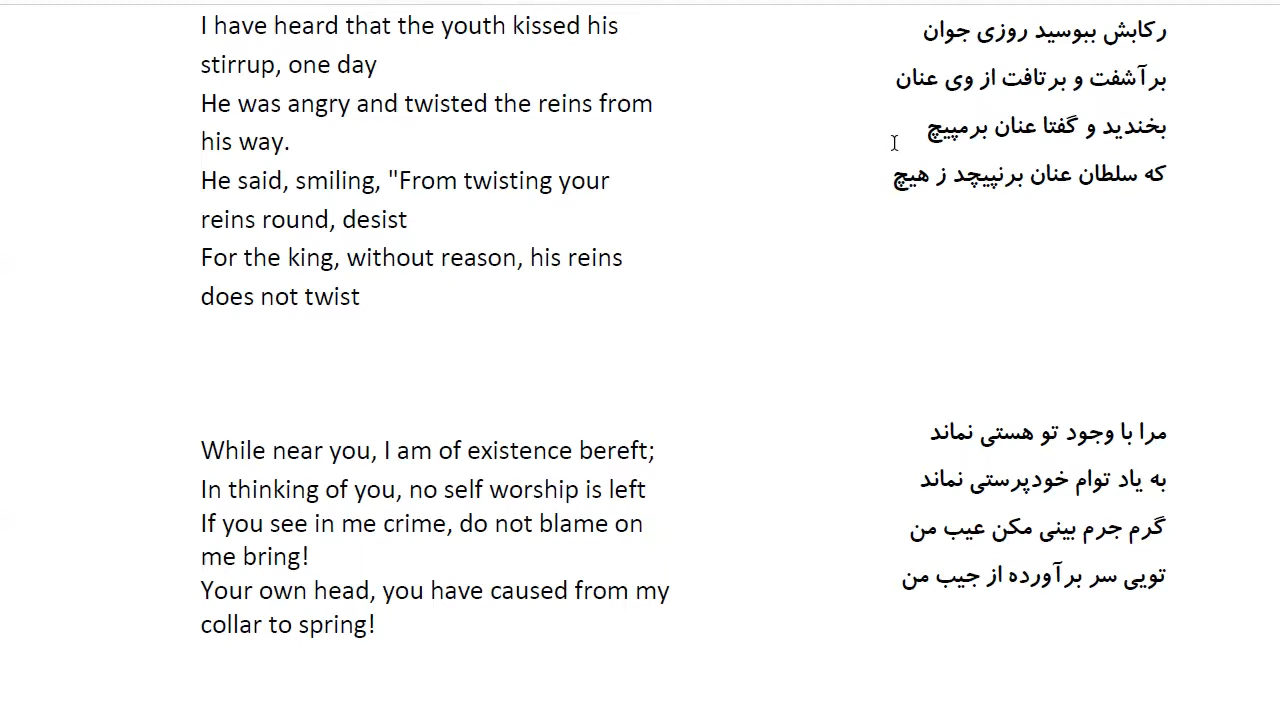 I have heard that the youth kissed his
stirrup, one day
He was angry and twisted the reins from
his way.
He said, smiling, "From twisting your
reins round, desist
For the king, without reason, his reins
does not twist
رکابش ببوسید روزی جوان
برآشفت و برتافت از وی عنان
بخندید و گفتا عنان برمپیچ
که سلطان عنان برنپیچد ز هیچ
While near you, I am of existence bereft;
In thinking of you, no self worship is left
If you see in me crime, do not blame on
me bring!
Your own head, you have caused from my
collar to spring!
مرا با وجود تو هستی نماند
به یاد توام خودپرستی نماند
گرم جرم بینی مکن عیب من
تویی سر برآورده از جیب من